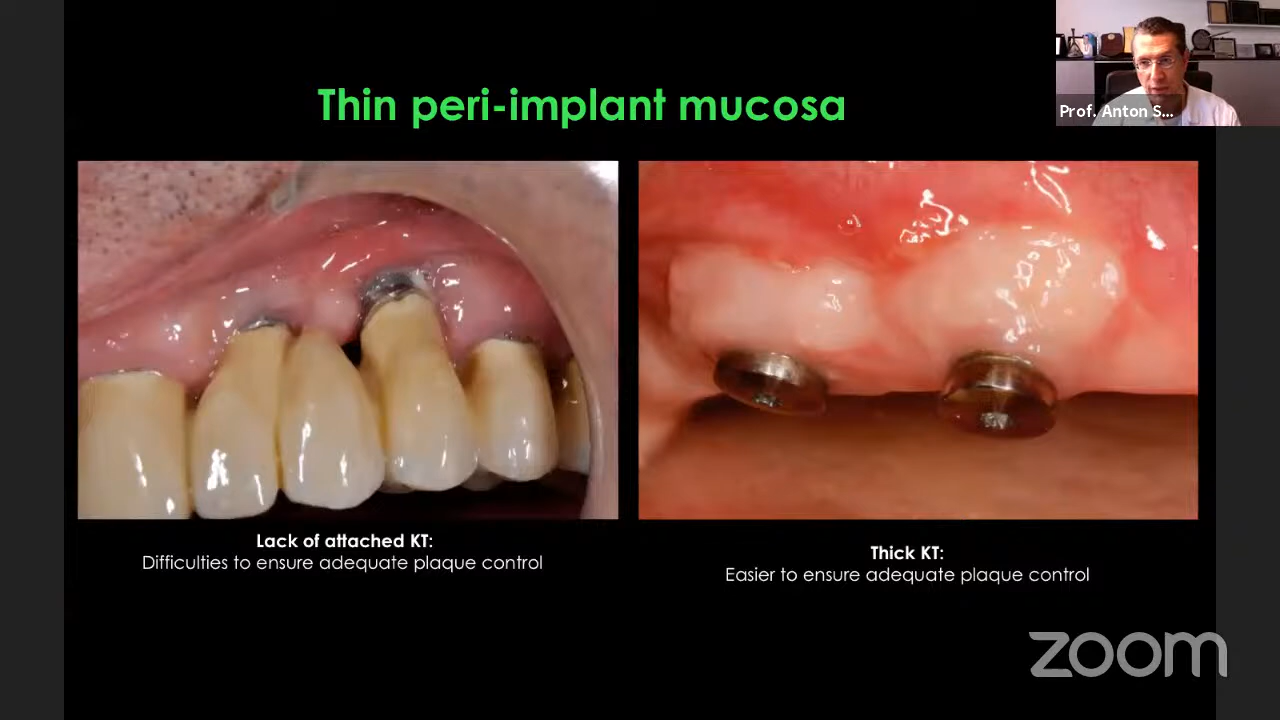 Prof. Anton S...
Thin peri-implant mucosa
Lack of attached KT:
Difficulties to ensure adequate plaque control
Thick KT:
Easier to ensure adequate plaque control
zoom